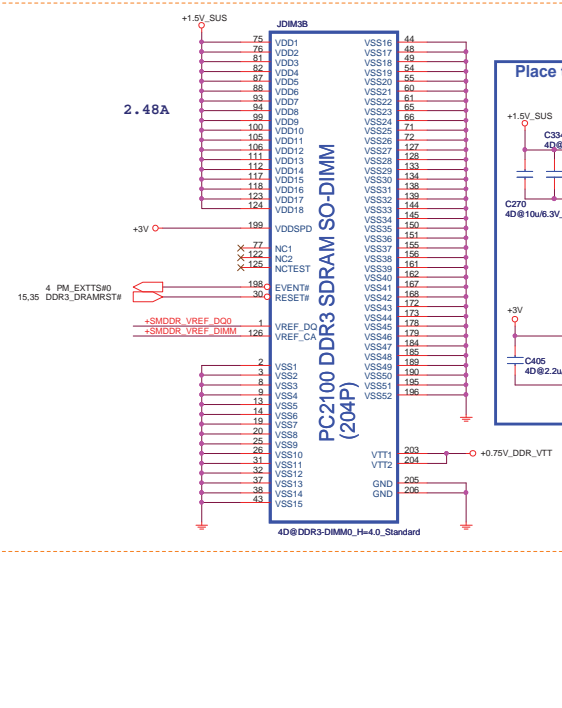 +1.5V_SUS
JDIM3B
75 VDD1 VSS16 44
76 VDD2 VSS17 48
81 VDD3 VSS18 49
82 VDD4 VSS19 54
87 VDD5 VSS20 55
88 VDD6 VSS21 60
93 VDD7 VSS22 61
94 VDD8 VSS23 65
99 VDD9 VSS24 66
100 VDD10 VSS25 71
105 VDD11 VSS26 72
106 VDD12 VSS27 127
111 VDD13 VSS28 128
112 VDD14 VSS29 133
117 VDD15 VSS30 134
118 VDD16 VSS31 138
123 VDD17 VSS32 139
124 VDD18 VSS33 144
2.48A
VSS34 145
+3V 199 VDDSPD VSS35 150
VSS36 151
77 NC1 VSS37 155
122 NC2 VSS38 156
125 NCTEST VSS39 161
VSS40 162
4 PM_EXTTS#0 198 EVENT# VSS41 167
15,35 DDR3_DRAMRST# 30 RESET# VSS42 168
VSS43 172
VSS44 173
+SMDDR_VREF_DQ0 1 VREF_DQ VSS45 178
+SMDDR_VREF_DIMM 126 VREF_CA VSS46 179
VSS47 184
VSS48 185
2 VSS1 VSS49 189
3 VSS2 VSS50 190
8 VSS3 VSS51 195
9 VSS4 VSS52 196
13 VSS5
14 VSS6
19 VSS7
20 VSS8
25 VSS9
26 VSS10 VTT1 203
31 VSS11 VTT2 204
+0.75V_DDR_VTT
32 VSS12
37 VSS13 GND 205
38 VSS14 GND 206
43 VSS15
PC2100 DDR3 SDRAM SO-DIMM
(204P)
4D@DDR3-DIMM0_H=4.0_Standard
Place
+1.5V_SUS
C334
4D@
C270
4D@10u/6.3V_
+3V
C405
4D@2.2u